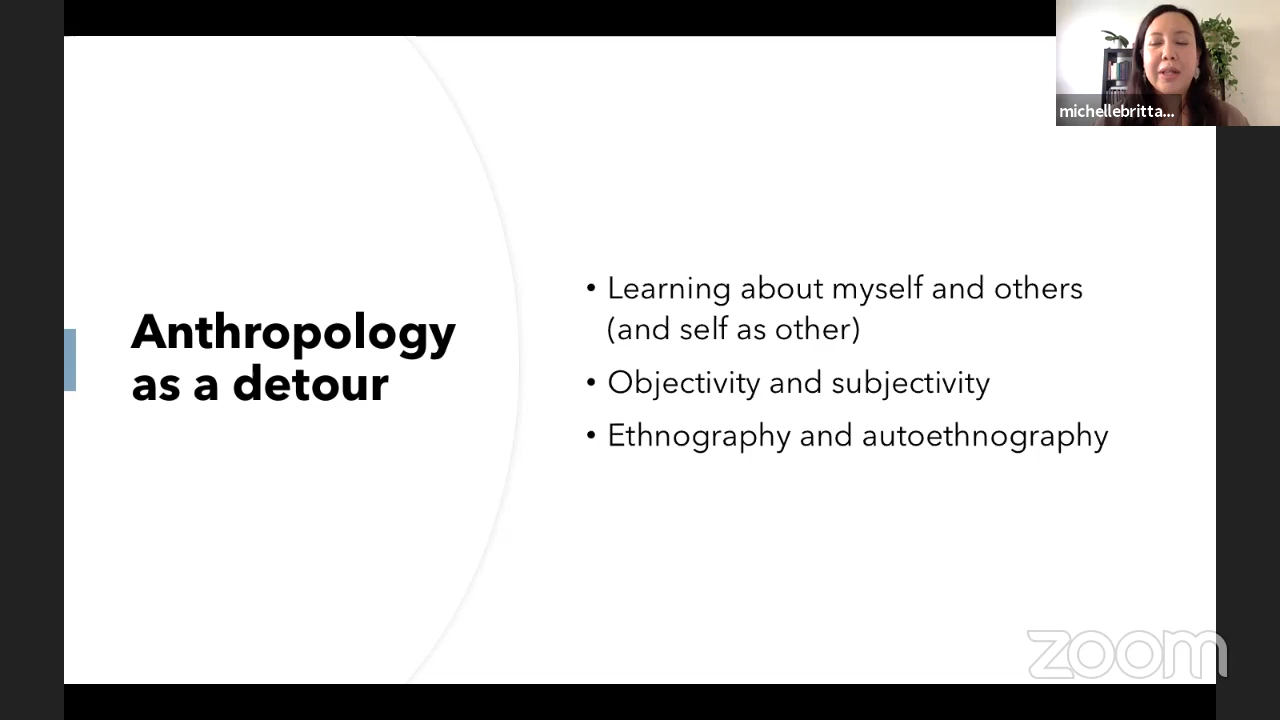 michellebritta...
Anthropology
as a detour
• Learning about myself and others
(and self as other)
• Objectivity and subjectivity
• Ethnography and autoethnography
zoom